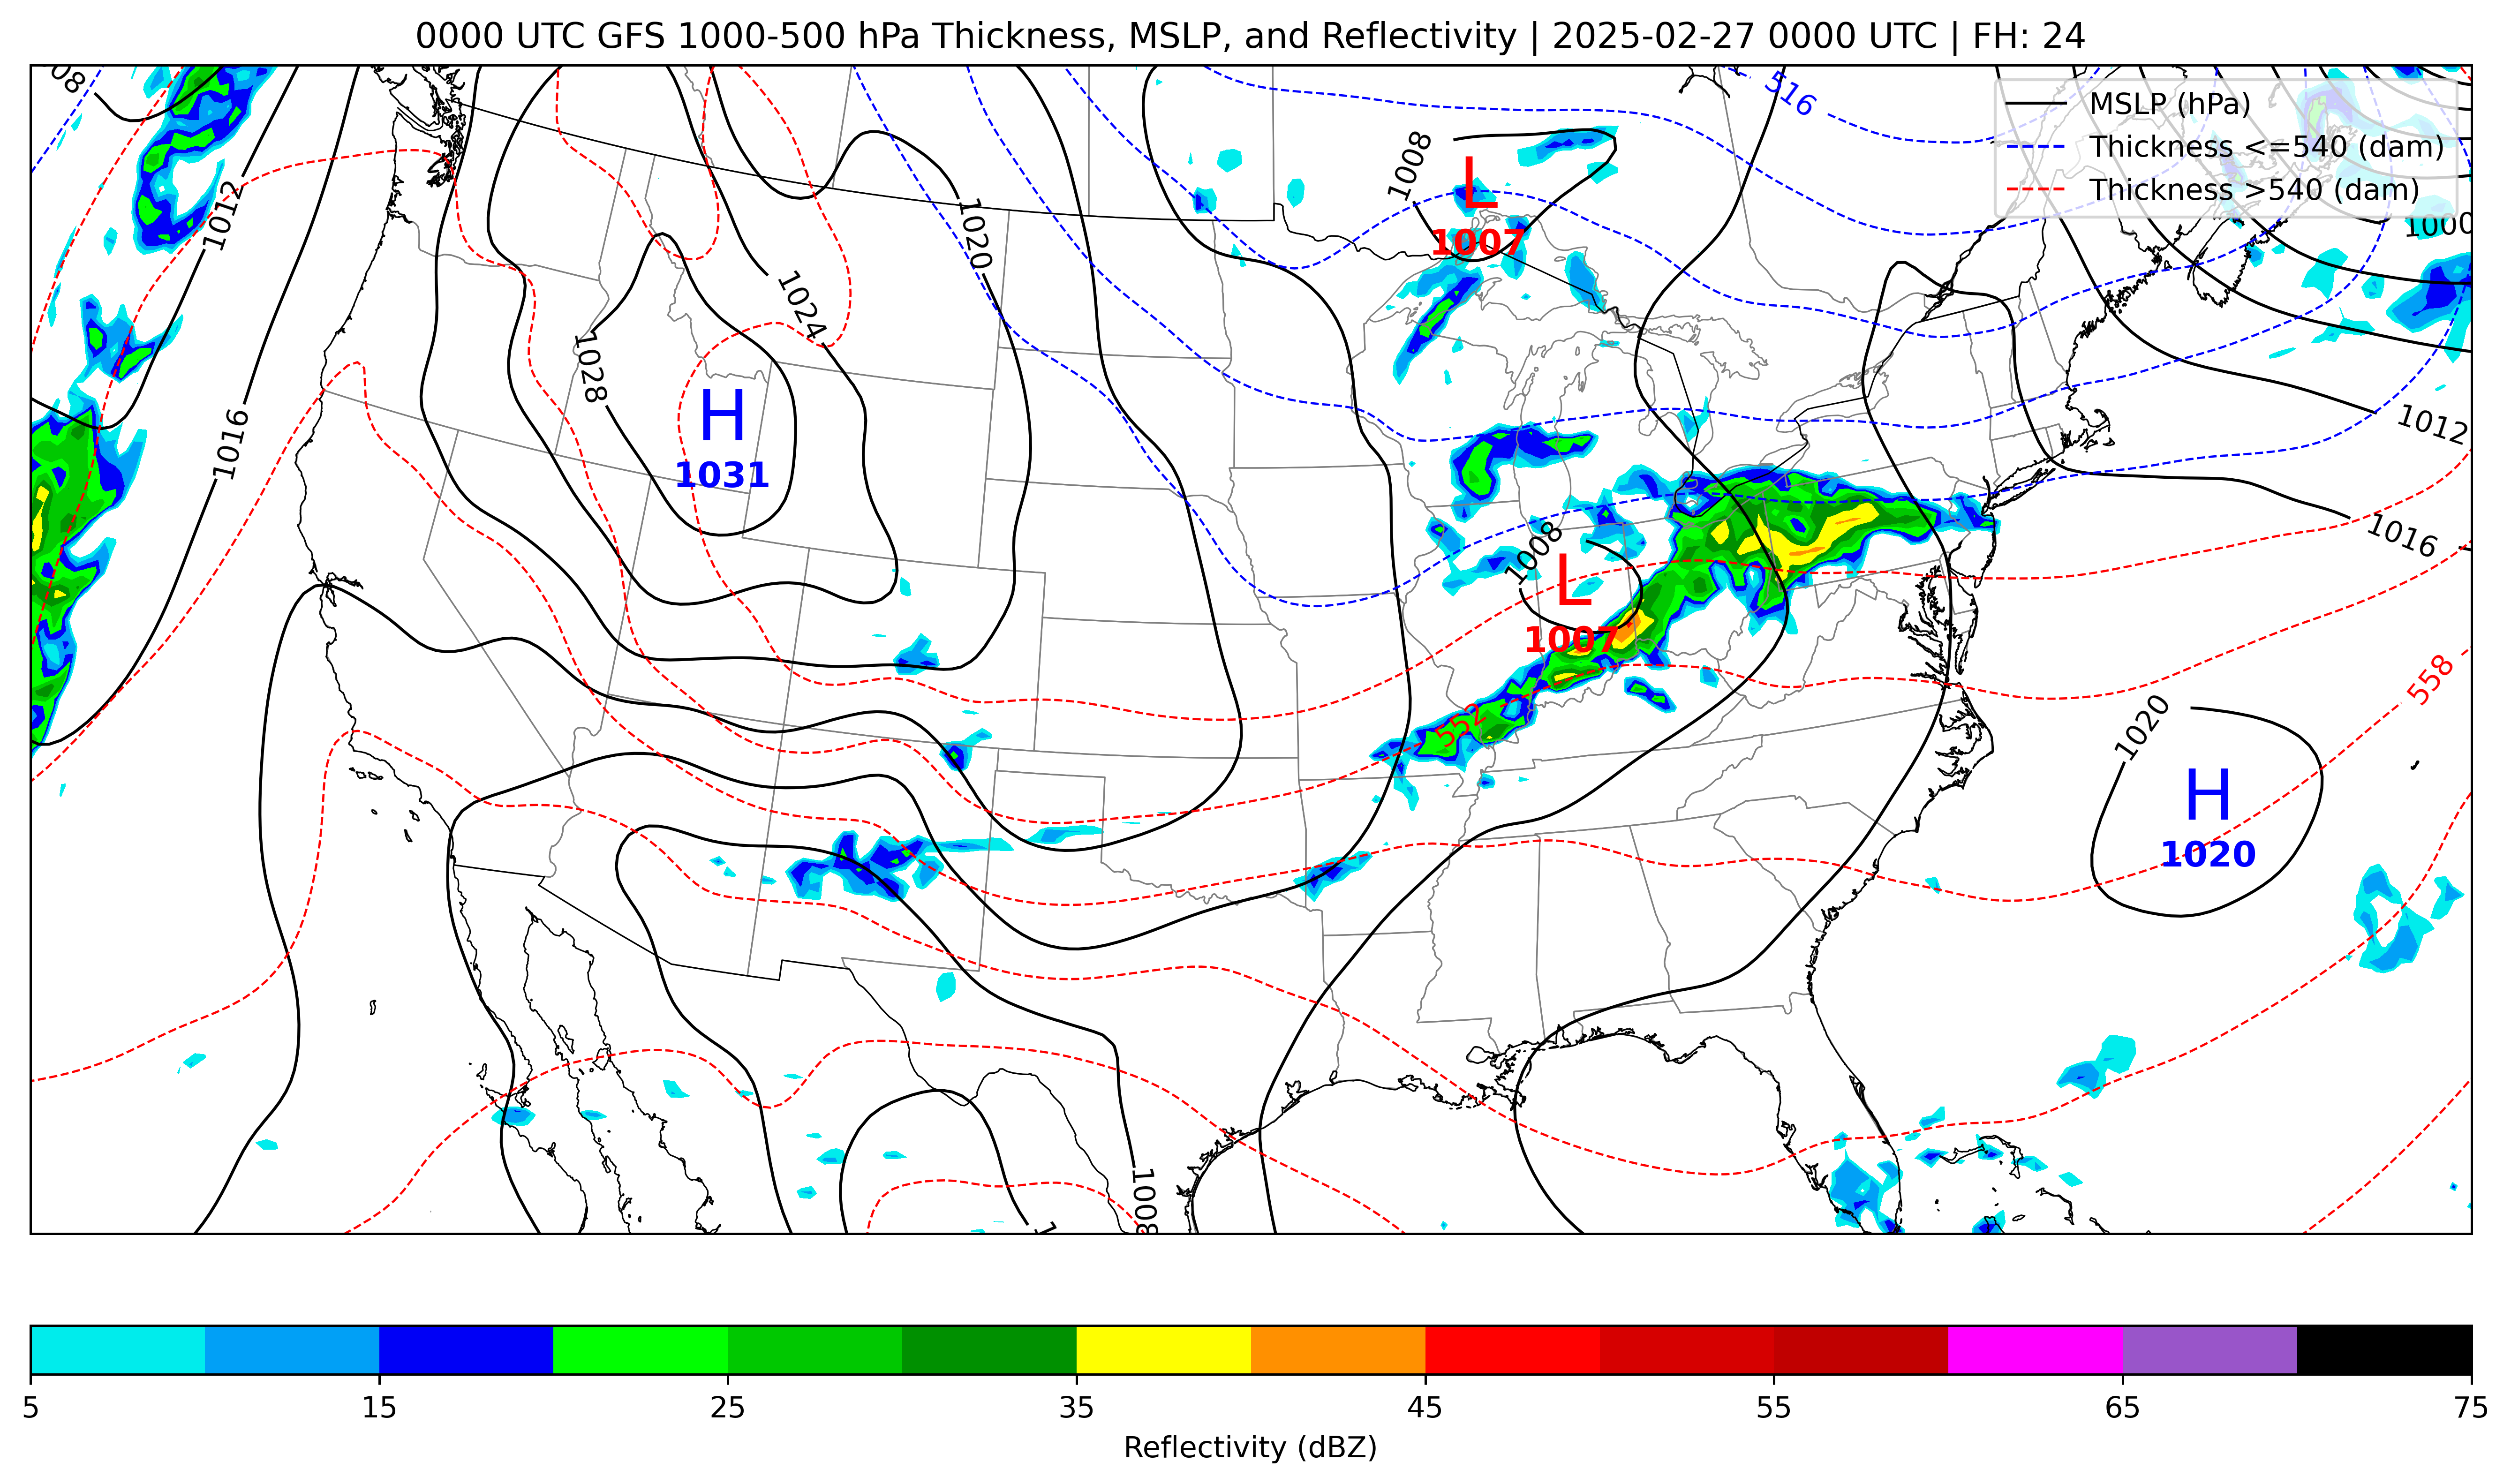 0000 UTC GFS 1000-500 hPa Thickness, MSLP, and Reflectivity | 2025-02-27 0000 UTC | FH: 24
MSLP (hPa)
Thickness <=540 (dam)
Thickness >540 (dam)
516
1008
L
1007
1012
1020
1000
1024
1028
H
1031
1016
1012
1016
1008
L
1007
552
558
1020
H
1020
1008
5 15 25 35 45 55 65 75
Reflectivity (dBZ)